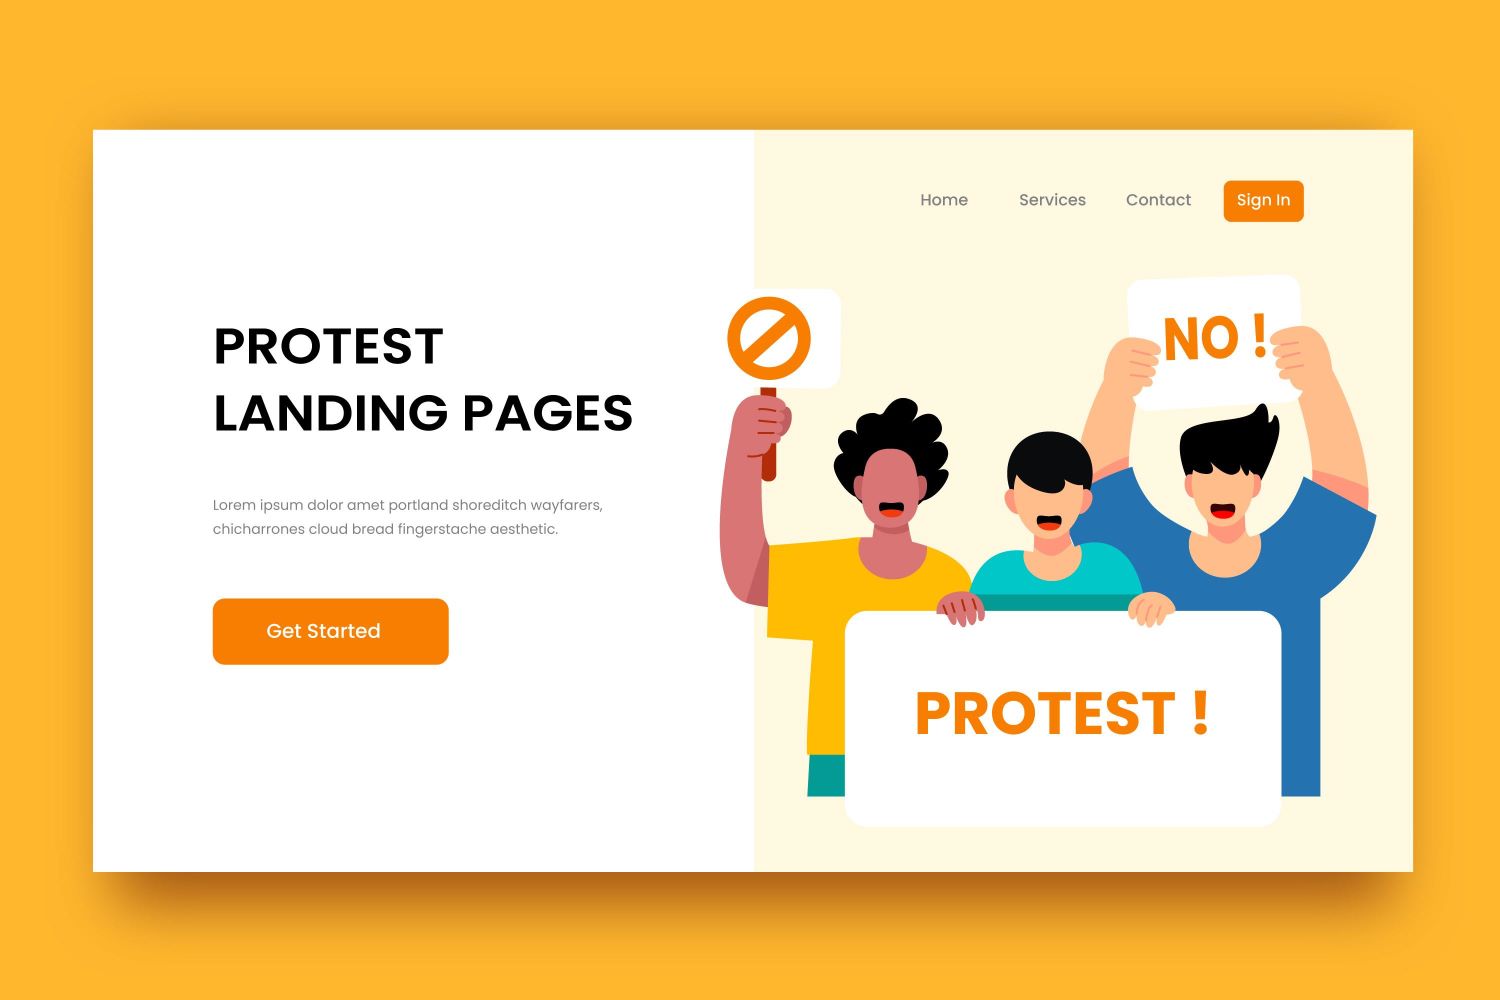 Home Services Contact Sign In
PROTEST
LANDING PAGES
Lorem ipsum dolor amet portland shoreditch wayfarers,
chicharrones cloud bread fingerstache aesthetic.
Get Started
NO !
PROTEST !